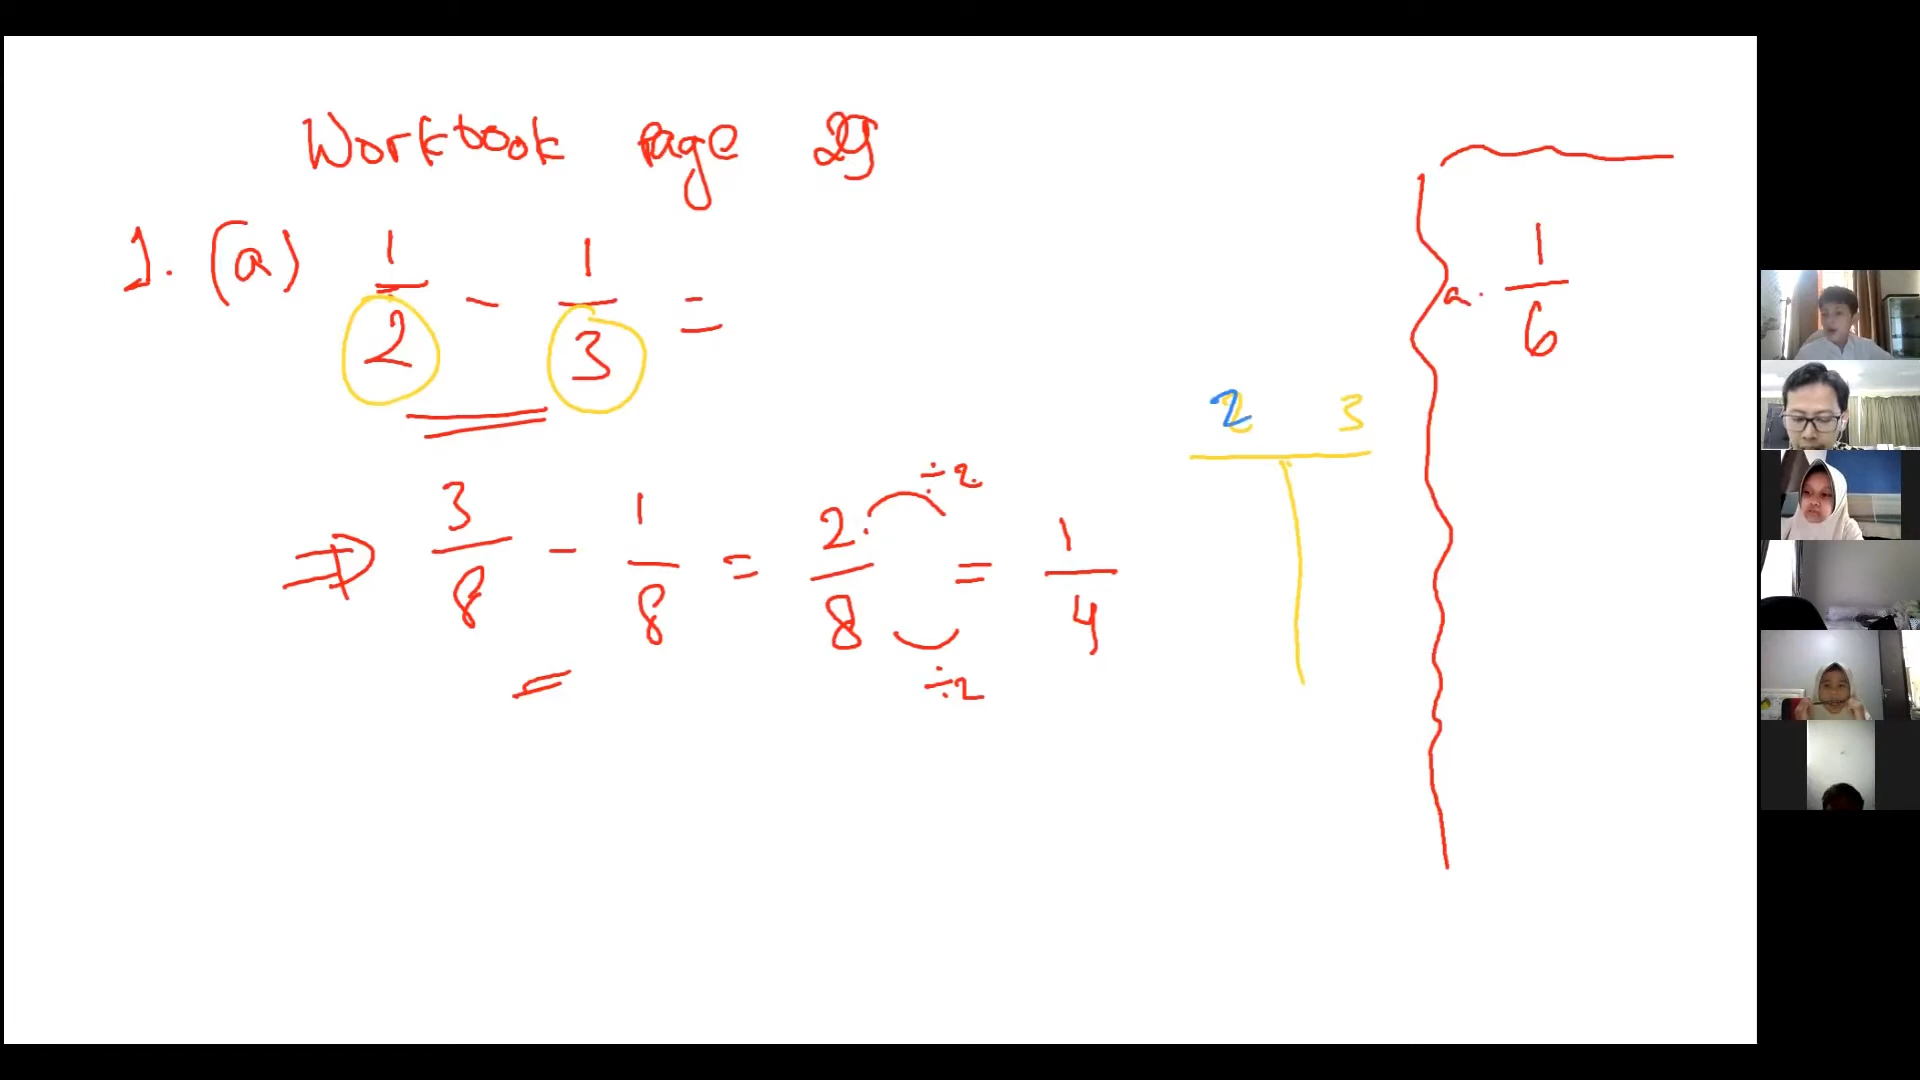 Workbook page 29
1. (a) 1/2 - 1/3 =
⇒ 3/8 - 1/8 = 2/8 = 1/4
÷2
÷2
2 3
a. 1/6